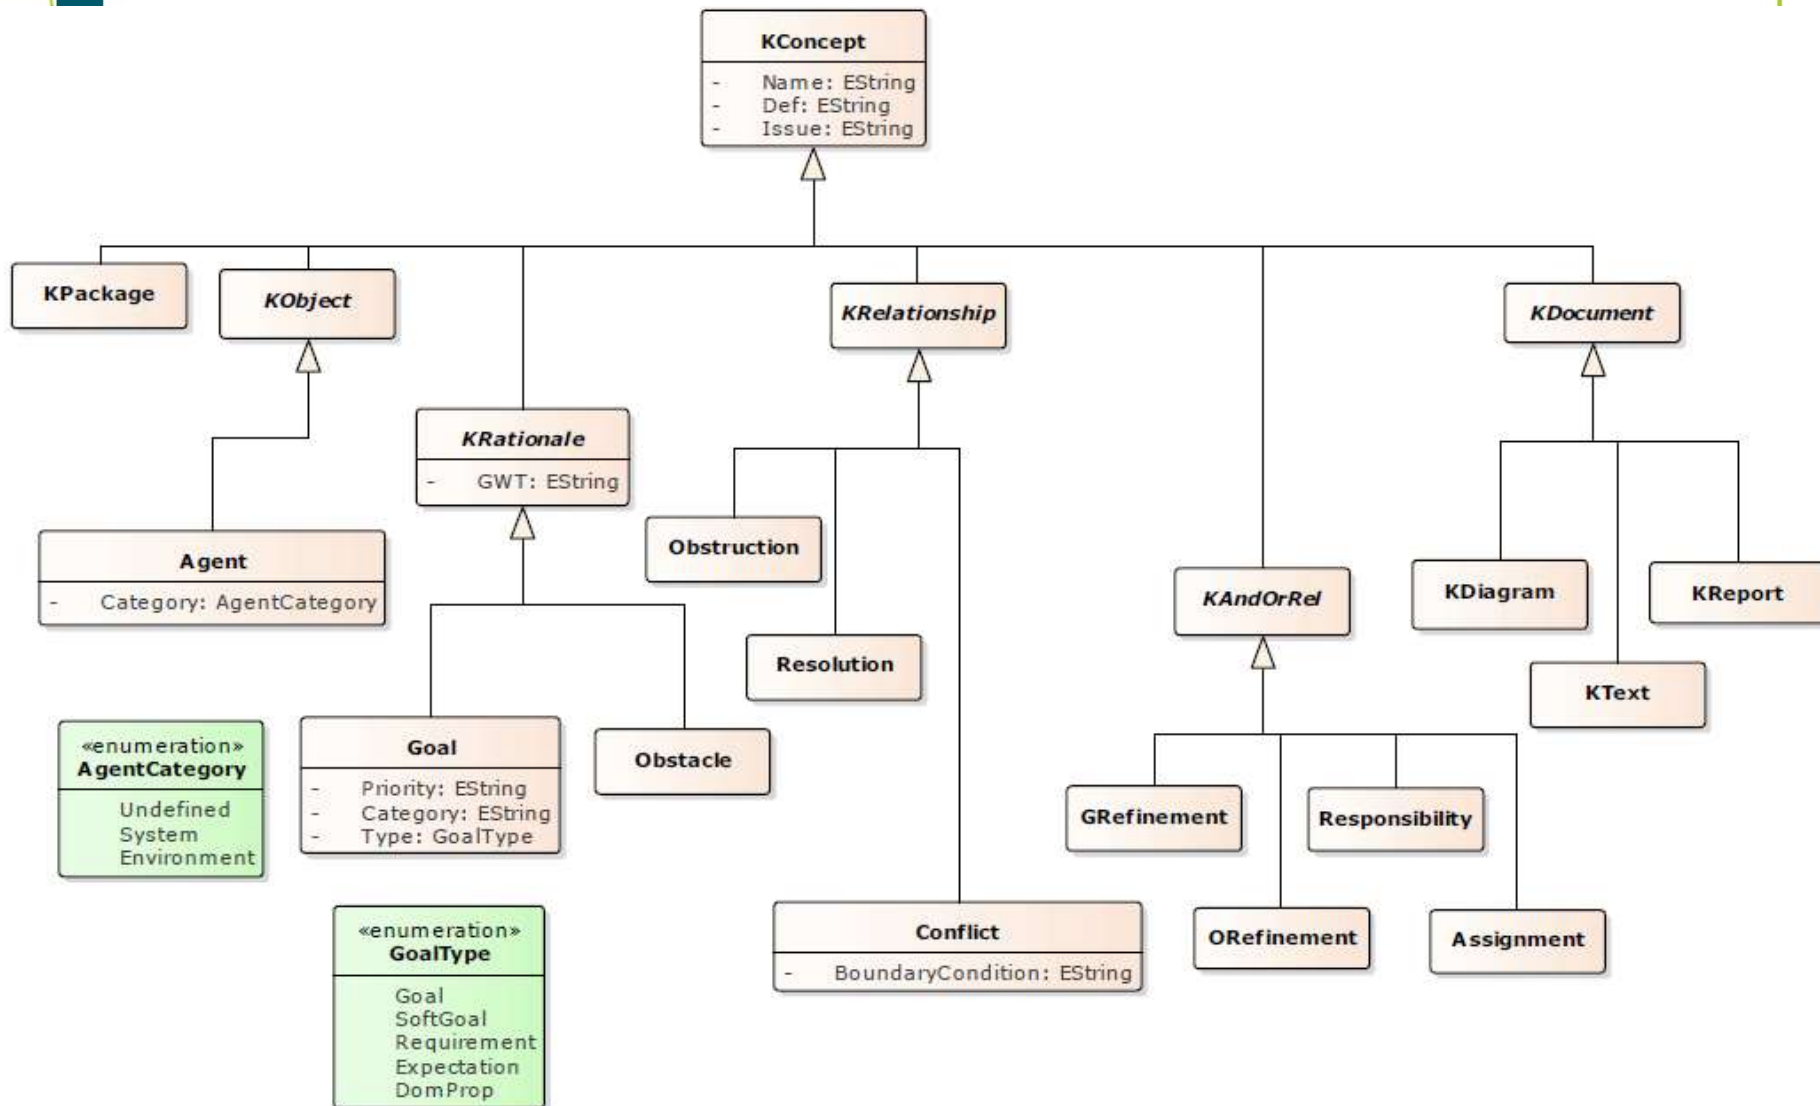 KConcept
- Name: EString
- Def: EString
- Issue: EString
KPackage
KObject
KRelationship
KDocument
KRationale
- GWT: EString
Agent
- Category: AgentCategory
Obstruction
KAndOrRel
KDiagram
KReport
Resolution
KText
«enumeration»
AgentCategory
Undefined
System
Environment
Goal
- Priority: EString
- Category: EString
- Type: GoalType
Obstacle
GRefinement
Responsibility
ORefinement
Assignment
Conflict
- BoundaryCondition: EString
«enumeration»
GoalType
Goal
SoftGoal
Requirement
Expectation
DomProp